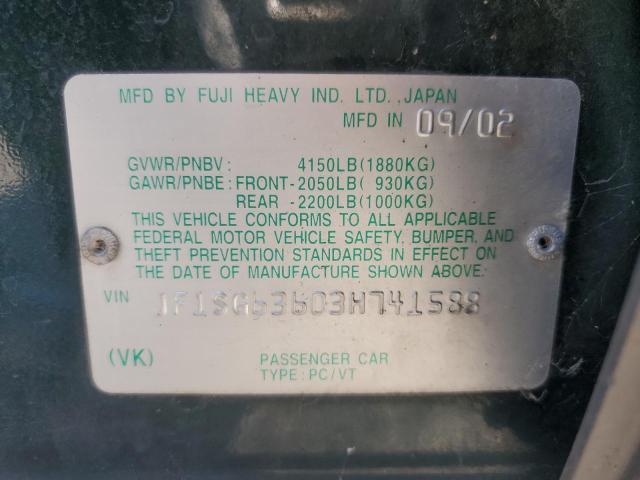 MFD BY FUJI HEAVY IND. LTD., JAPAN
MFD IN 09/02
GVWR/PNBV: 4150LB(1880KG)
GAWR/PNBE: FRONT-2050LB( 930KG)
REAR -2200LB(1000KG)
THIS VEHICLE CONFORMS TO ALL APPLICABLE
FEDERAL MOTOR VEHICLE SAFETY, BUMPER, AND
THEFT PREVENTION STANDARDS IN EFFECT ON
THE DATE OF MANUFACTURE SHOWN ABOVE.
VIN JF1SG63603H741588
(VK) PASSENGER CAR
TYPE: PC/VT